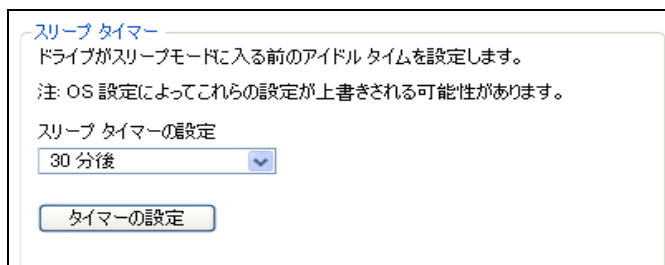 スリープ タイマー
ドライブがスリープモードに入る前のアイドル タイムを設定します。
注: OS 設定によってこれらの設定が上書きされる可能性があります。
スリープ タイマーの設定
30 分後
タイマーの設定